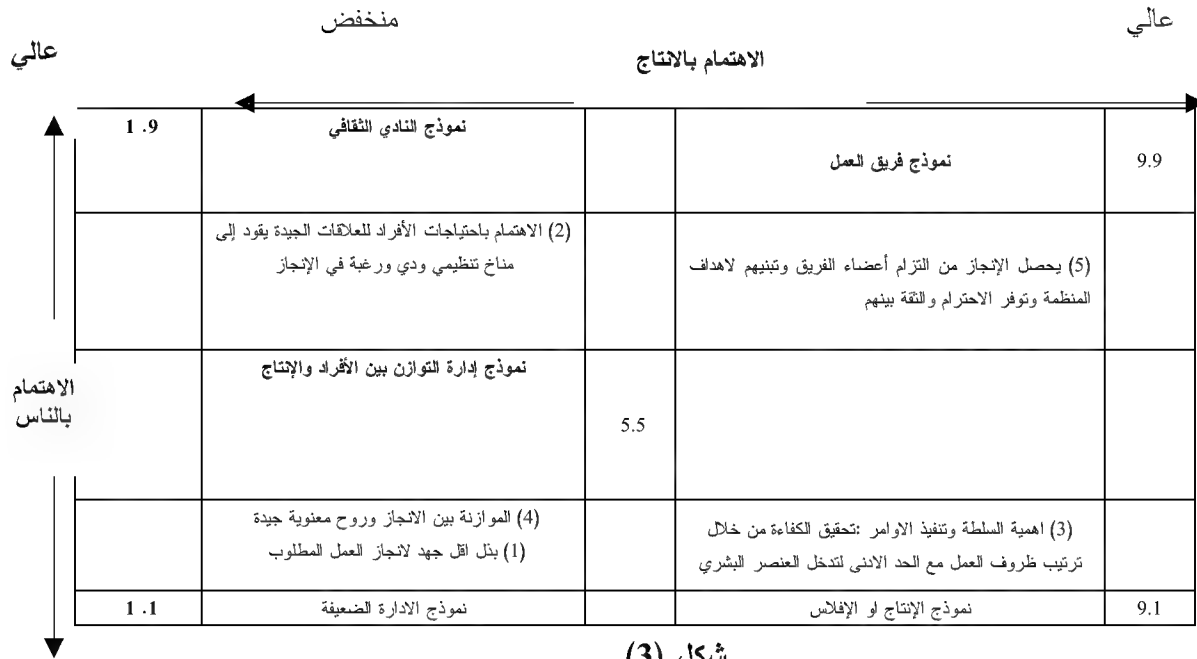 عالي
منخفض
عالي
الاهتمام بالانتاج
9.9
نموذج فريق العمل
نموذج النادي الثقافي
1 .9
(5) يحصل الإنجاز من التزام أعضاء الفريق وتبنيهم لاهداف
المنظمة وتوفر الاحترام والثقة بينهم
(2) الاهتمام باحتياجات الأفراد للعلاقات الجيدة يقود إلى
مناخ تنظيمي ودي ورغبة في الإنجاز
5.5
نموذج إدارة التوازن بين الأفراد والإنتاج
الاهتمام
بالناس
(3) اهمية السلطة وتنفيذ الاوامر :تحقيق الكفاءة من خلال
ترتيب ظروف العمل مع الحد الادنى لتدخل العنصر البشري
(4) الموازنة بين الانجاز وروح معنوية جيدة
(1) بذل اقل جهد لانجاز العمل المطلوب
9.1
نموذج الإنتاج او الإفلاس
نموذج الادارة الضعيفة
1 .1
شكل (3)